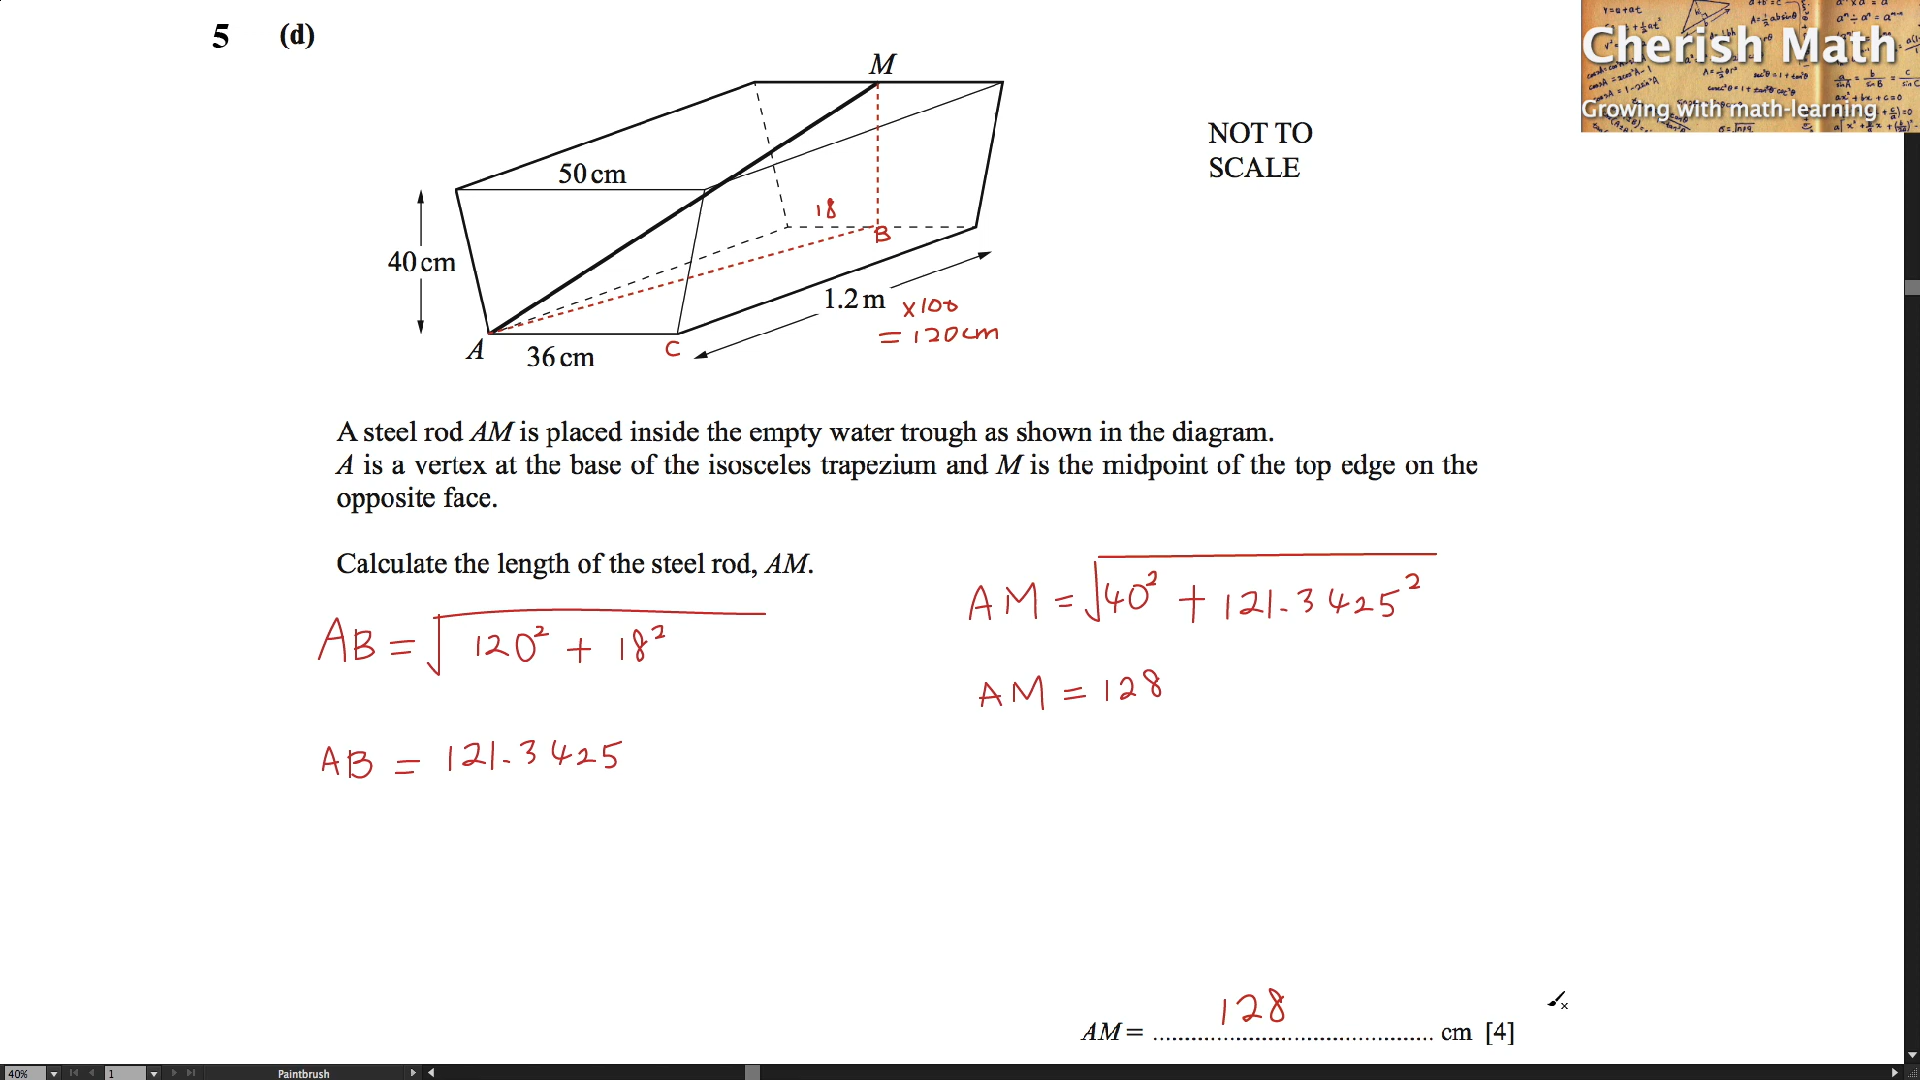 5 (d)
M
Cherish Math
Growing with math-learning
NOT TO
SCALE
50 cm
18
B
40 cm
1.2 m ×100
= 120cm
A 36 cm C
A steel rod AM is placed inside the empty water trough as shown in the diagram.
A is a vertex at the base of the isosceles trapezium and M is the midpoint of the top edge on the
opposite face.
Calculate the length of the steel rod, AM.
AB = √120² + 18²
AM = √40² + 121.3425²
AM = 128
AB = 121.3425
128
AM = ........................................... cm [4]
40% 1 Paintbrush